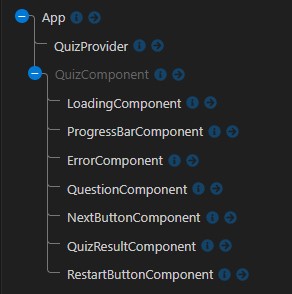 App
QuizProvider
QuizComponent
LoadingComponent
ProgressBarComponent
ErrorComponent
QuestionComponent
NextButtonComponent
QuizResultComponent
RestartButtonComponent